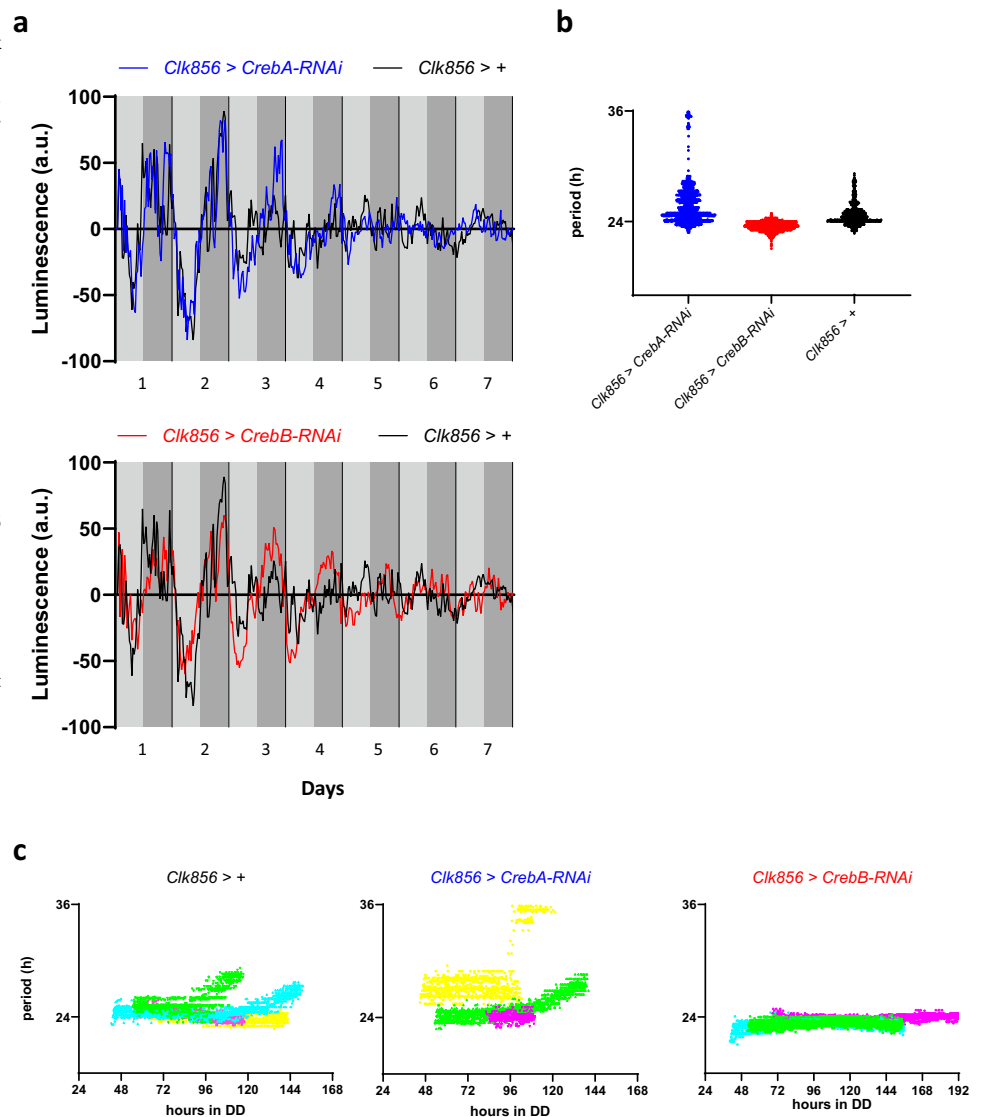 a
Clk856 > CrebA-RNAi
Clk856 > +
Luminescence (a.u.)
100
50
0
-50
-100
1 2 3 4 5 6 7
Clk856 > CrebB-RNAi
Clk856 > +
Luminescence (a.u.)
100
50
0
-50
-100
1 2 3 4 5 6 7
Days
b
period (h)
36
24
Clk856 > CrebA-RNAi
Clk856 > CrebB-RNAi
Clk856 > +
c
Clk856 > +
period (h)
36
24
24 48 72 96 120 144 168
hours in DD
Clk856 > CrebA-RNAi
36
24
24 48 72 96 120 144 168
hours in DD
Clk856 > CrebB-RNAi
36
24
24 48 72 96 120 144 168 192
hours in DD